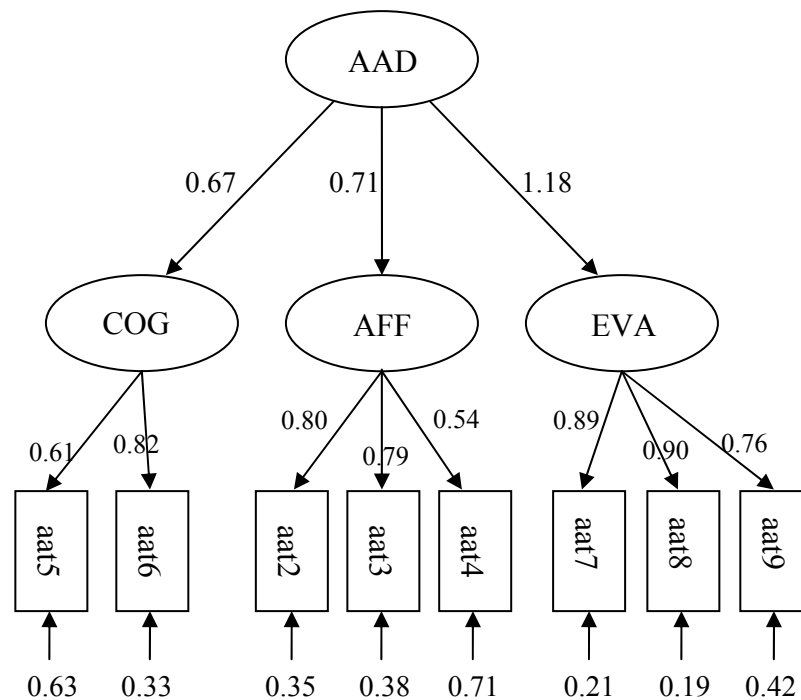 AAD
0.67 0.71 1.18
COG AFF EVA
0.61 0.82 0.80 0.79 0.54 0.89 0.90 0.76
aat5 aat6 aat2 aat3 aat4 aat7 aat8 aat9
0.63 0.33 0.35 0.38 0.71 0.21 0.19 0.42